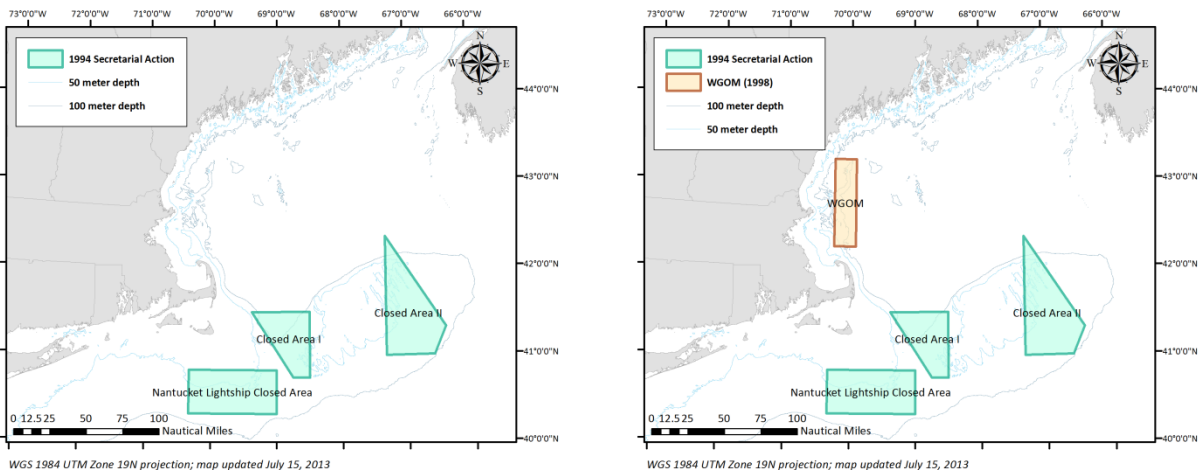 73°0'0"W 72°0'0"W 71°0'0"W 70°0'0"W 69°0'0"W 68°0'0"W 67°0'0"W 66°0'0"W
1994 Secretarial Action
50 meter depth
100 meter depth
N
W E
S
44°0'0"N
43°0'0"N
42°0'0"N
41°0'0"N
40°0'0"N
Closed Area II
Closed Area I
Nantucket Lightship Closed Area
0 12.525 50 75 100
Nautical Miles
WGS 1984 UTM Zone 19N projection; map updated July 15, 2013
73°0'0"W 72°0'0"W 71°0'0"W 70°0'0"W 69°0'0"W 68°0'0"W 67°0'0"W 66°0'0"W
1994 Secretarial Action
WGOM (1998)
100 meter depth
50 meter depth
N
W E
S
44°0'0"N
43°0'0"N
42°0'0"N
41°0'0"N
40°0'0"N
WGOM
Closed Area II
Closed Area I
Nantucket Lightship Closed Area
0 12.525 50 75 100
Nautical Miles
WGS 1984 UTM Zone 19N projection; map updated July 15, 2013